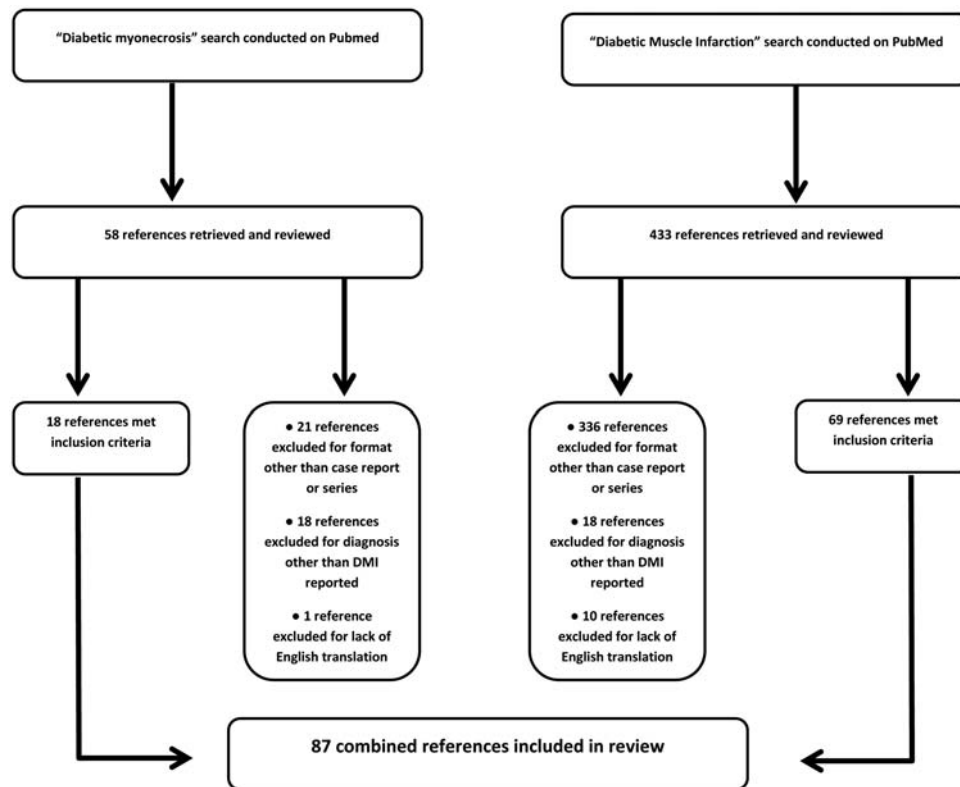 “Diabetic myonecrosis” search conducted on Pubmed
“Diabetic Muscle Infarction” search conducted on PubMed
58 references retrieved and reviewed
433 references retrieved and reviewed
18 references met
inclusion criteria
● 21 references
excluded for format
other than case report
or series
● 18 references
excluded for diagnosis
other than DMI
reported
● 1 reference
excluded for lack of
English translation
● 336 references
excluded for format
other than case report
or series
● 18 references
excluded for diagnosis
other than DMI
reported
● 10 references
excluded for lack of
English translation
69 references met
inclusion criteria
87 combined references included in review